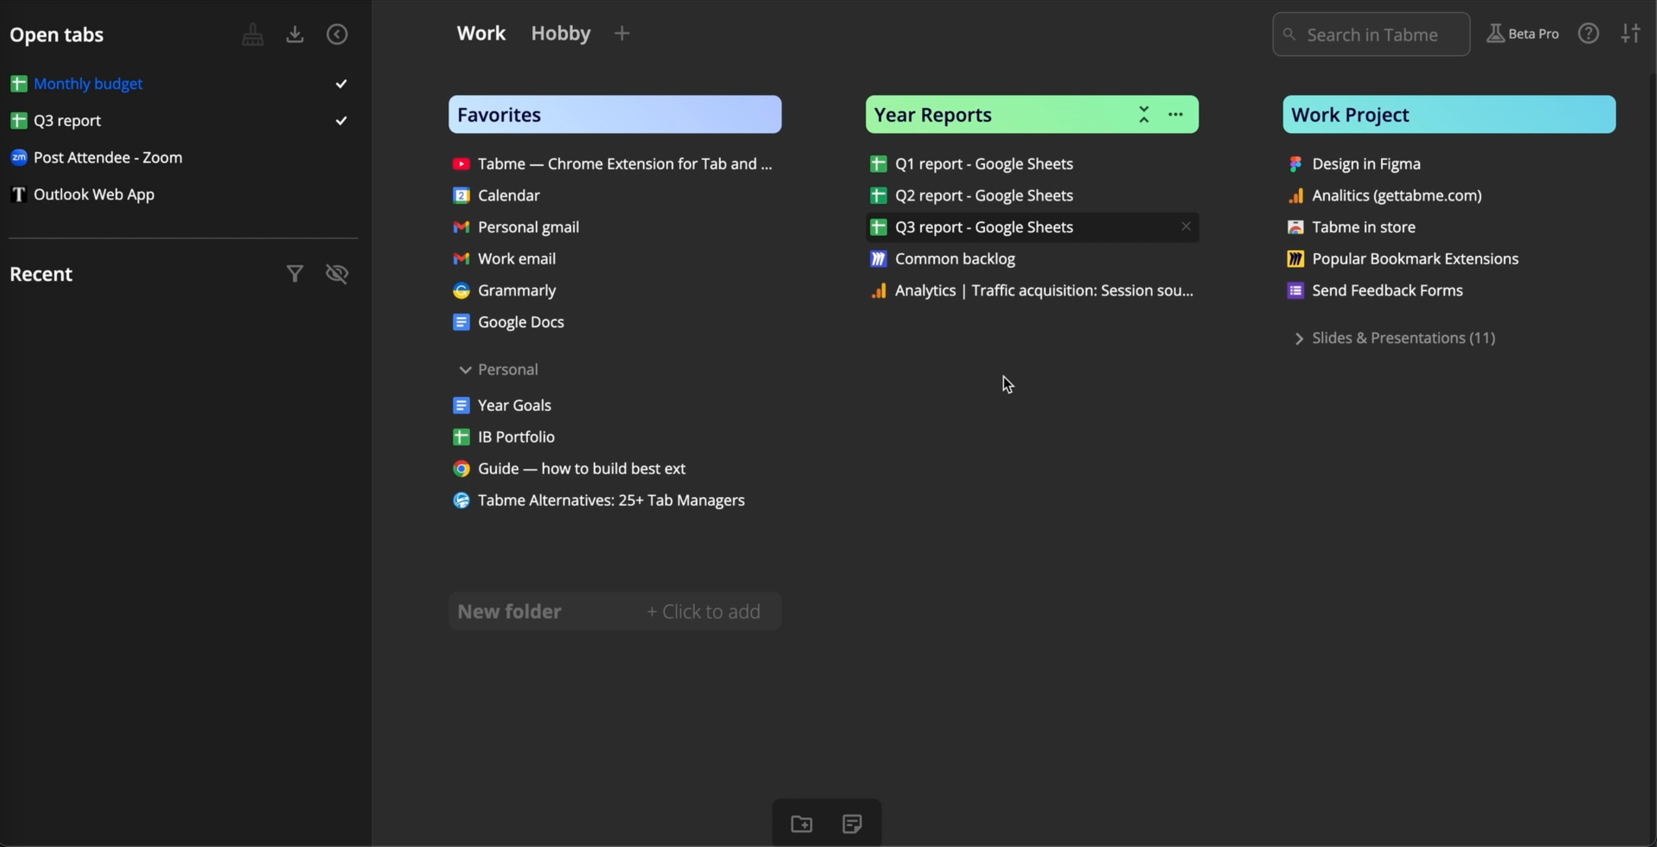 Open tabs
Monthly budget
Q3 report
zm Post Attendee - Zoom
T Outlook Web App
Recent
Work Hobby +
Search in Tabme
Beta Pro
?
Favorites
Tabme — Chrome Extension for Tab and ...
2 Calendar
Personal gmail
Work email
Grammarly
Google Docs
Personal
Year Goals
IB Portfolio
Guide — how to build best ext
Tabme Alternatives: 25+ Tab Managers
New folder + Click to add
Year Reports ...
Q1 report - Google Sheets
Q2 report - Google Sheets
Q3 report - Google Sheets
Common backlog
Analytics | Traffic acquisition: Session sou...
Work Project
Design in Figma
Analitics (gettabme.com)
Tabme in store
Popular Bookmark Extensions
Send Feedback Forms
Slides & Presentations (11)